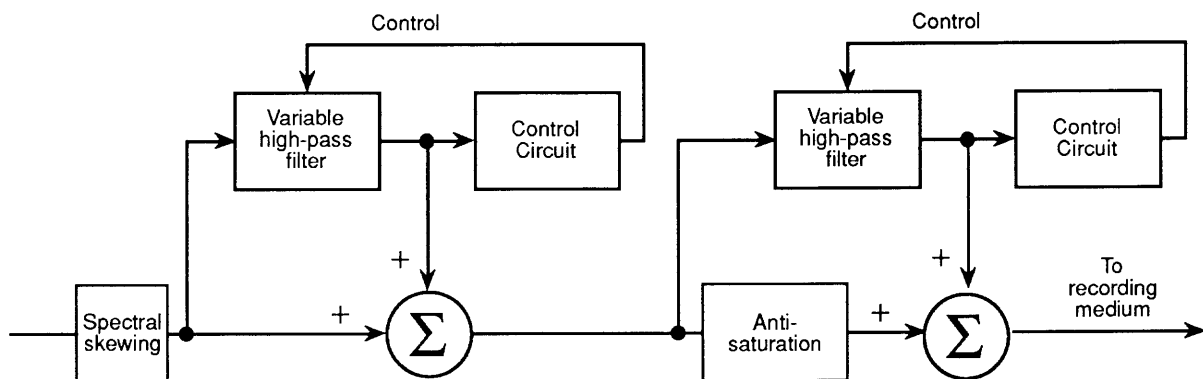 Control
Control
Variable
high-pass
filter
Control
Circuit
Variable
high-pass
filter
Control
Circuit
+
+
To
recording
medium
Spectral
skewing
+
Σ
Anti-
saturation
+
Σ